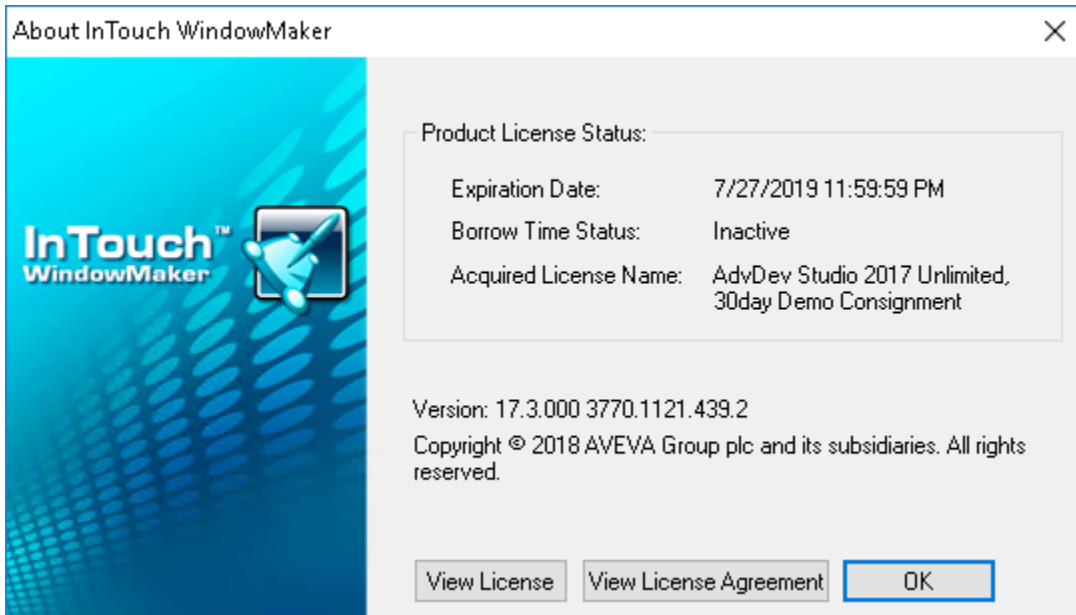 About InTouch WindowMaker
InTouch™
WindowMaker
Product License Status:
Expiration Date: 7/27/2019 11:59:59 PM
Borrow Time Status: Inactive
Acquired License Name: AdvDev Studio 2017 Unlimited,
30day Demo Consignment
Version: 17.3.000 3770.1121.439.2
Copyright © 2018 AVEVA Group plc and its subsidiaries. All rights
reserved.
View License View License Agreement OK